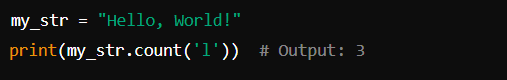 my_str = "Hello, World!"
print(my_str.count('l'))  # Output: 3